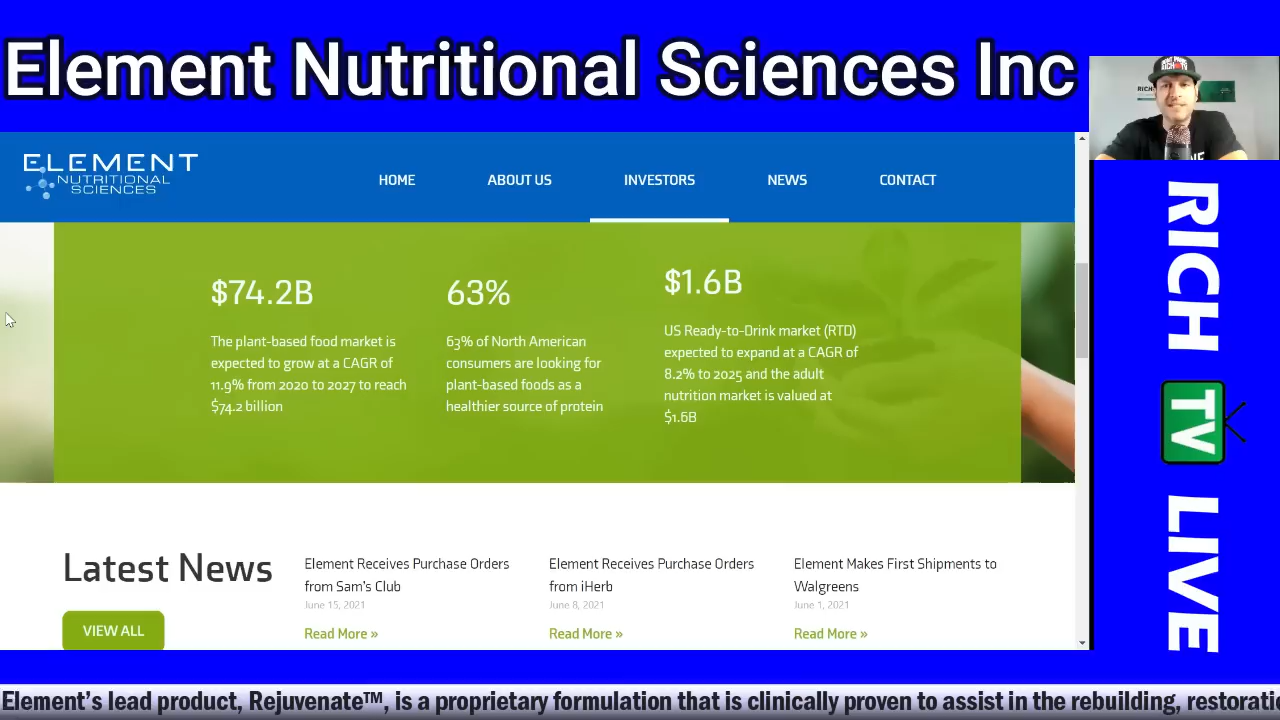 Element Nutritional Sciences Inc
ELEMENT
NUTRITIONAL
SCIENCES
HOME
ABOUT US
INVESTORS
NEWS
CONTACT
$74.2B
The plant-based food market is
expected to grow at a CAGR of
11.9% from 2020 to 2027 to reach
$74.2 billion
63%
63% of North American
consumers are looking for
plant-based foods as a
healthier source of protein
$1.6B
US Ready-to-Drink market (RTD)
expected to expand at a CAGR of
8.2% to 2025 and the adult
nutrition market is valued at
$1.6B
RICH
TV
LIVE
Latest News
VIEW ALL
Element Receives Purchase Orders
from Sam's Club
June 15, 2021
Read More »
Element Receives Purchase Orders
from iHerb
June 8, 2021
Read More »
Element Makes First Shipments to
Walgreens
June 1, 2021
Read More »
Element's lead product, Rejuvenate™, is a proprietary formulation that is clinically proven to assist in the rebuilding, restorati